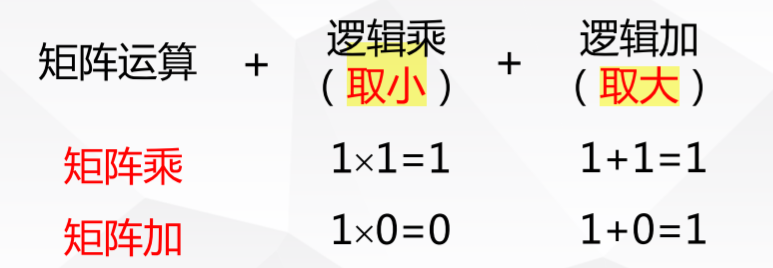 矩阵运算 + 逻辑乘 + 逻辑加
（取小） （取大）
矩阵乘 1×1=1 1+1=1
矩阵加 1×0=0 1+0=1